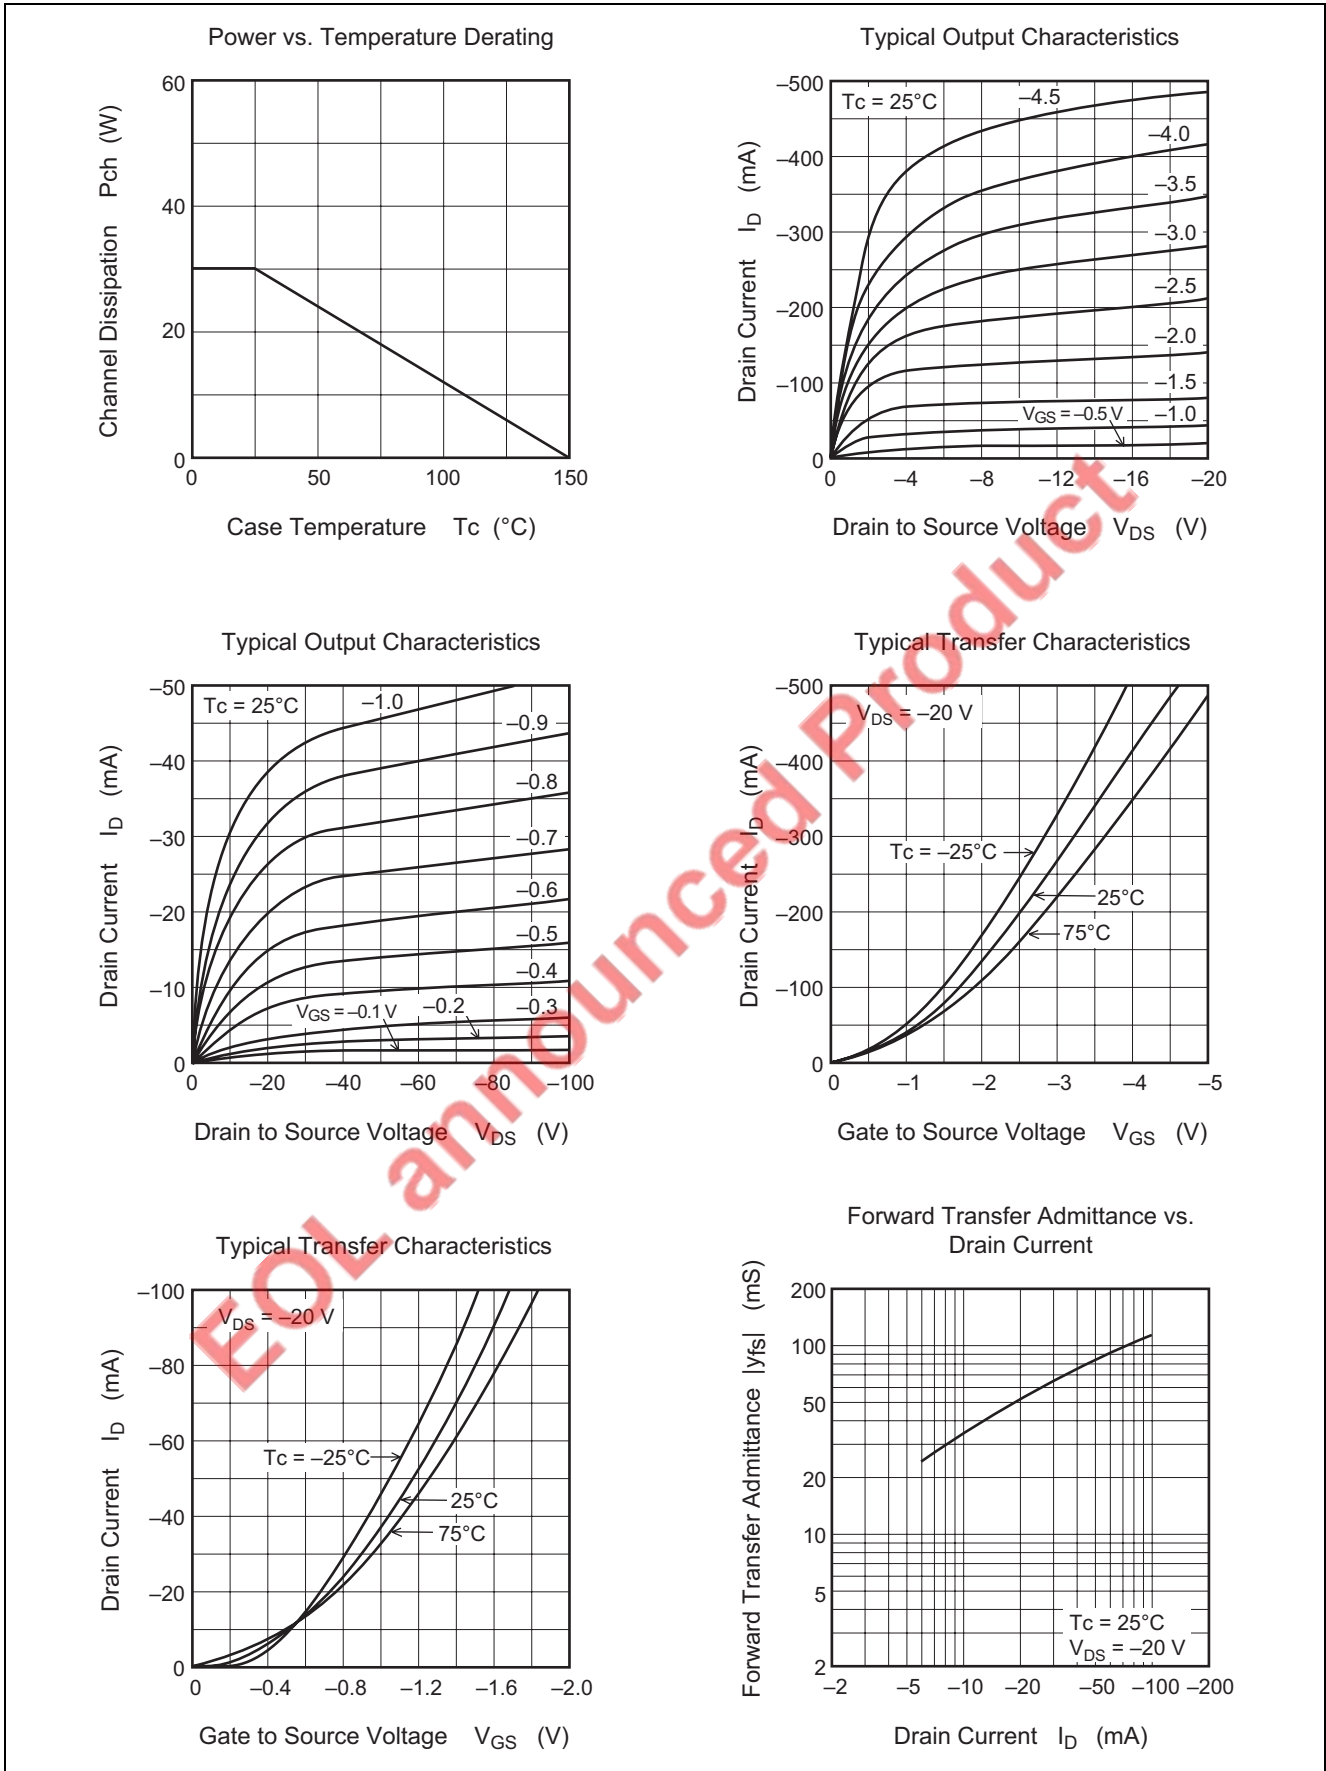 Power vs. Temperature Derating
Channel Dissipation Pch (W)
60
40
20
0
0 50 100 150
Case Temperature Tc (°C)
Typical Output Characteristics
Drain Current ID (mA)
–500
–400
–300
–200
–100
0
Tc = 25°C
–4.5
–4.0
–3.5
–3.0
–2.5
–2.0
–1.5
VGS = –0.5 V
–1.0
0 –4 –8 –12 –16 –20
Drain to Source Voltage VDS (V)
Typical Output Characteristics
Drain Current ID (mA)
–50
–40
–30
–20
–10
0
Tc = 25°C
–1.0
–0.9
–0.8
–0.7
–0.6
–0.5
–0.4
VGS = –0.1 V
–0.2
–0.3
0 –20 –40 –60 –80 –100
Drain to Source Voltage VDS (V)
Typical Transfer Characteristics
Drain Current ID (mA)
–500
–400
–300
–200
–100
0
VDS = –20 V
Tc = –25°C
25°C
75°C
0 –1 –2 –3 –4 –5
Gate to Source Voltage VGS (V)
Typical Transfer Characteristics
Drain Current ID (mA)
–100
–80
–60
–40
–20
0
VDS = –20 V
Tc = –25°C
25°C
75°C
0 –0.4 –0.8 –1.2 –1.6 –2.0
Gate to Source Voltage VGS (V)
Forward Transfer Admittance vs.
Drain Current
Forward Transfer Admittance |yfs| (mS)
200
100
50
20
10
5
2
Tc = 25°C
VDS = –20 V
–2 –5 –10 –20 –50 –100 –200
Drain Current ID (mA)
EOL announced Product